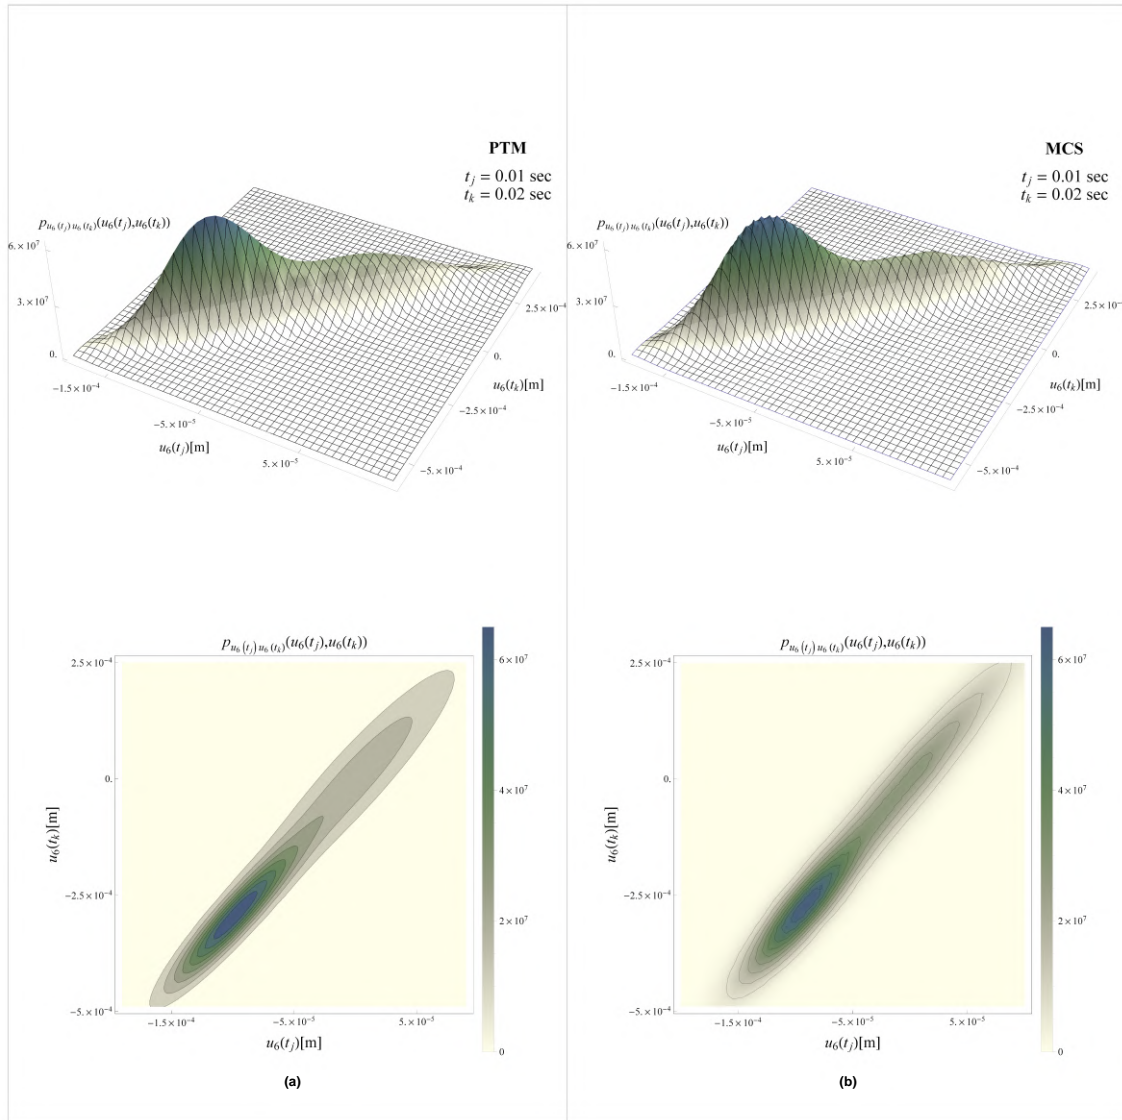 PTM
t_j = 0.01 sec
t_k = 0.02 sec
p_{u_6(t_j) u_6(t_k)}(u_6(t_j),u_6(t_k))
6.×10^7
3.×10^7
0.
−1.5×10^{−4}
−5.×10^{−5}
5.×10^{−5}
u_6(t_j)[m]
2.5×10^{−4}
0.
u_6(t_k)[m]
−2.5×10^{−4}
−5.×10^{−4}
MCS
t_j = 0.01 sec
t_k = 0.02 sec
p_{u_6(t_j) u_6(t_k)}(u_6(t_j),u_6(t_k))
6.×10^7
3.×10^7
0.
−1.5×10^{−4}
−5.×10^{−5}
5.×10^{−5}
u_6(t_j)[m]
2.5×10^{−4}
0.
u_6(t_k)[m]
−2.5×10^{−4}
−5.×10^{−4}
p_{u_6(t_j) u_6(t_k)}(u_6(t_j),u_6(t_k))
2.5×10^{−4}
0.
−2.5×10^{−4}
−5.×10^{−4}
u_6(t_k)[m]
−1.5×10^{−4}
−5.×10^{−5}
5.×10^{−5}
u_6(t_j)[m]
6×10^7
4×10^7
2×10^7
0
(a)
p_{u_6(t_j) u_6(t_k)}(u_6(t_j),u_6(t_k))
2.5×10^{−4}
0.
−2.5×10^{−4}
−5.×10^{−4}
u_6(t_k)[m]
−1.5×10^{−4}
−5.×10^{−5}
5.×10^{−5}
u_6(t_j)[m]
6×10^7
4×10^7
2×10^7
0
(b)